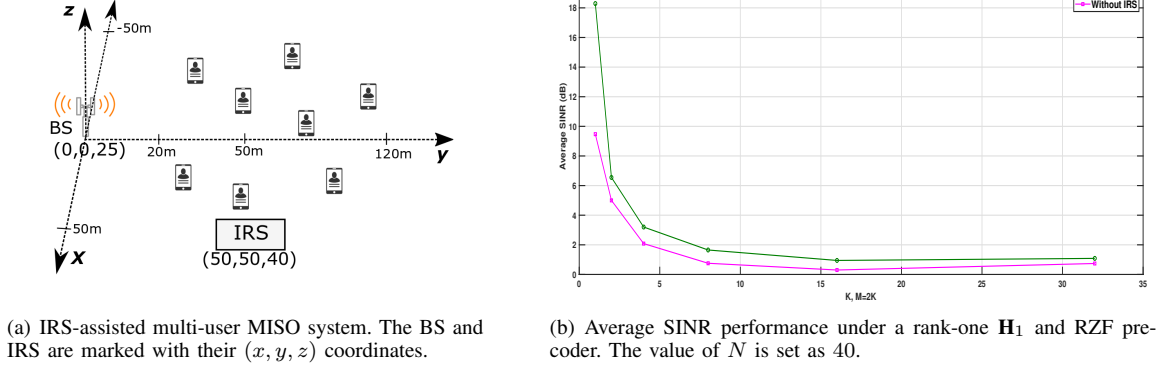 z
-50m
BS
(0,0,25)
20m
50m
120m
y
50m
x
IRS
(50,50,40)
Without IRS
Average SINR (dB)
18
16
14
12
10
8
6
4
2
0
0
5
10
15
20
25
30
35
K, M=2K
(a) IRS-assisted multi-user MISO system. The BS and
IRS are marked with their (x, y, z) coordinates.
(b) Average SINR performance under a rank-one H₁ and RZF pre-
coder. The value of N is set as 40.